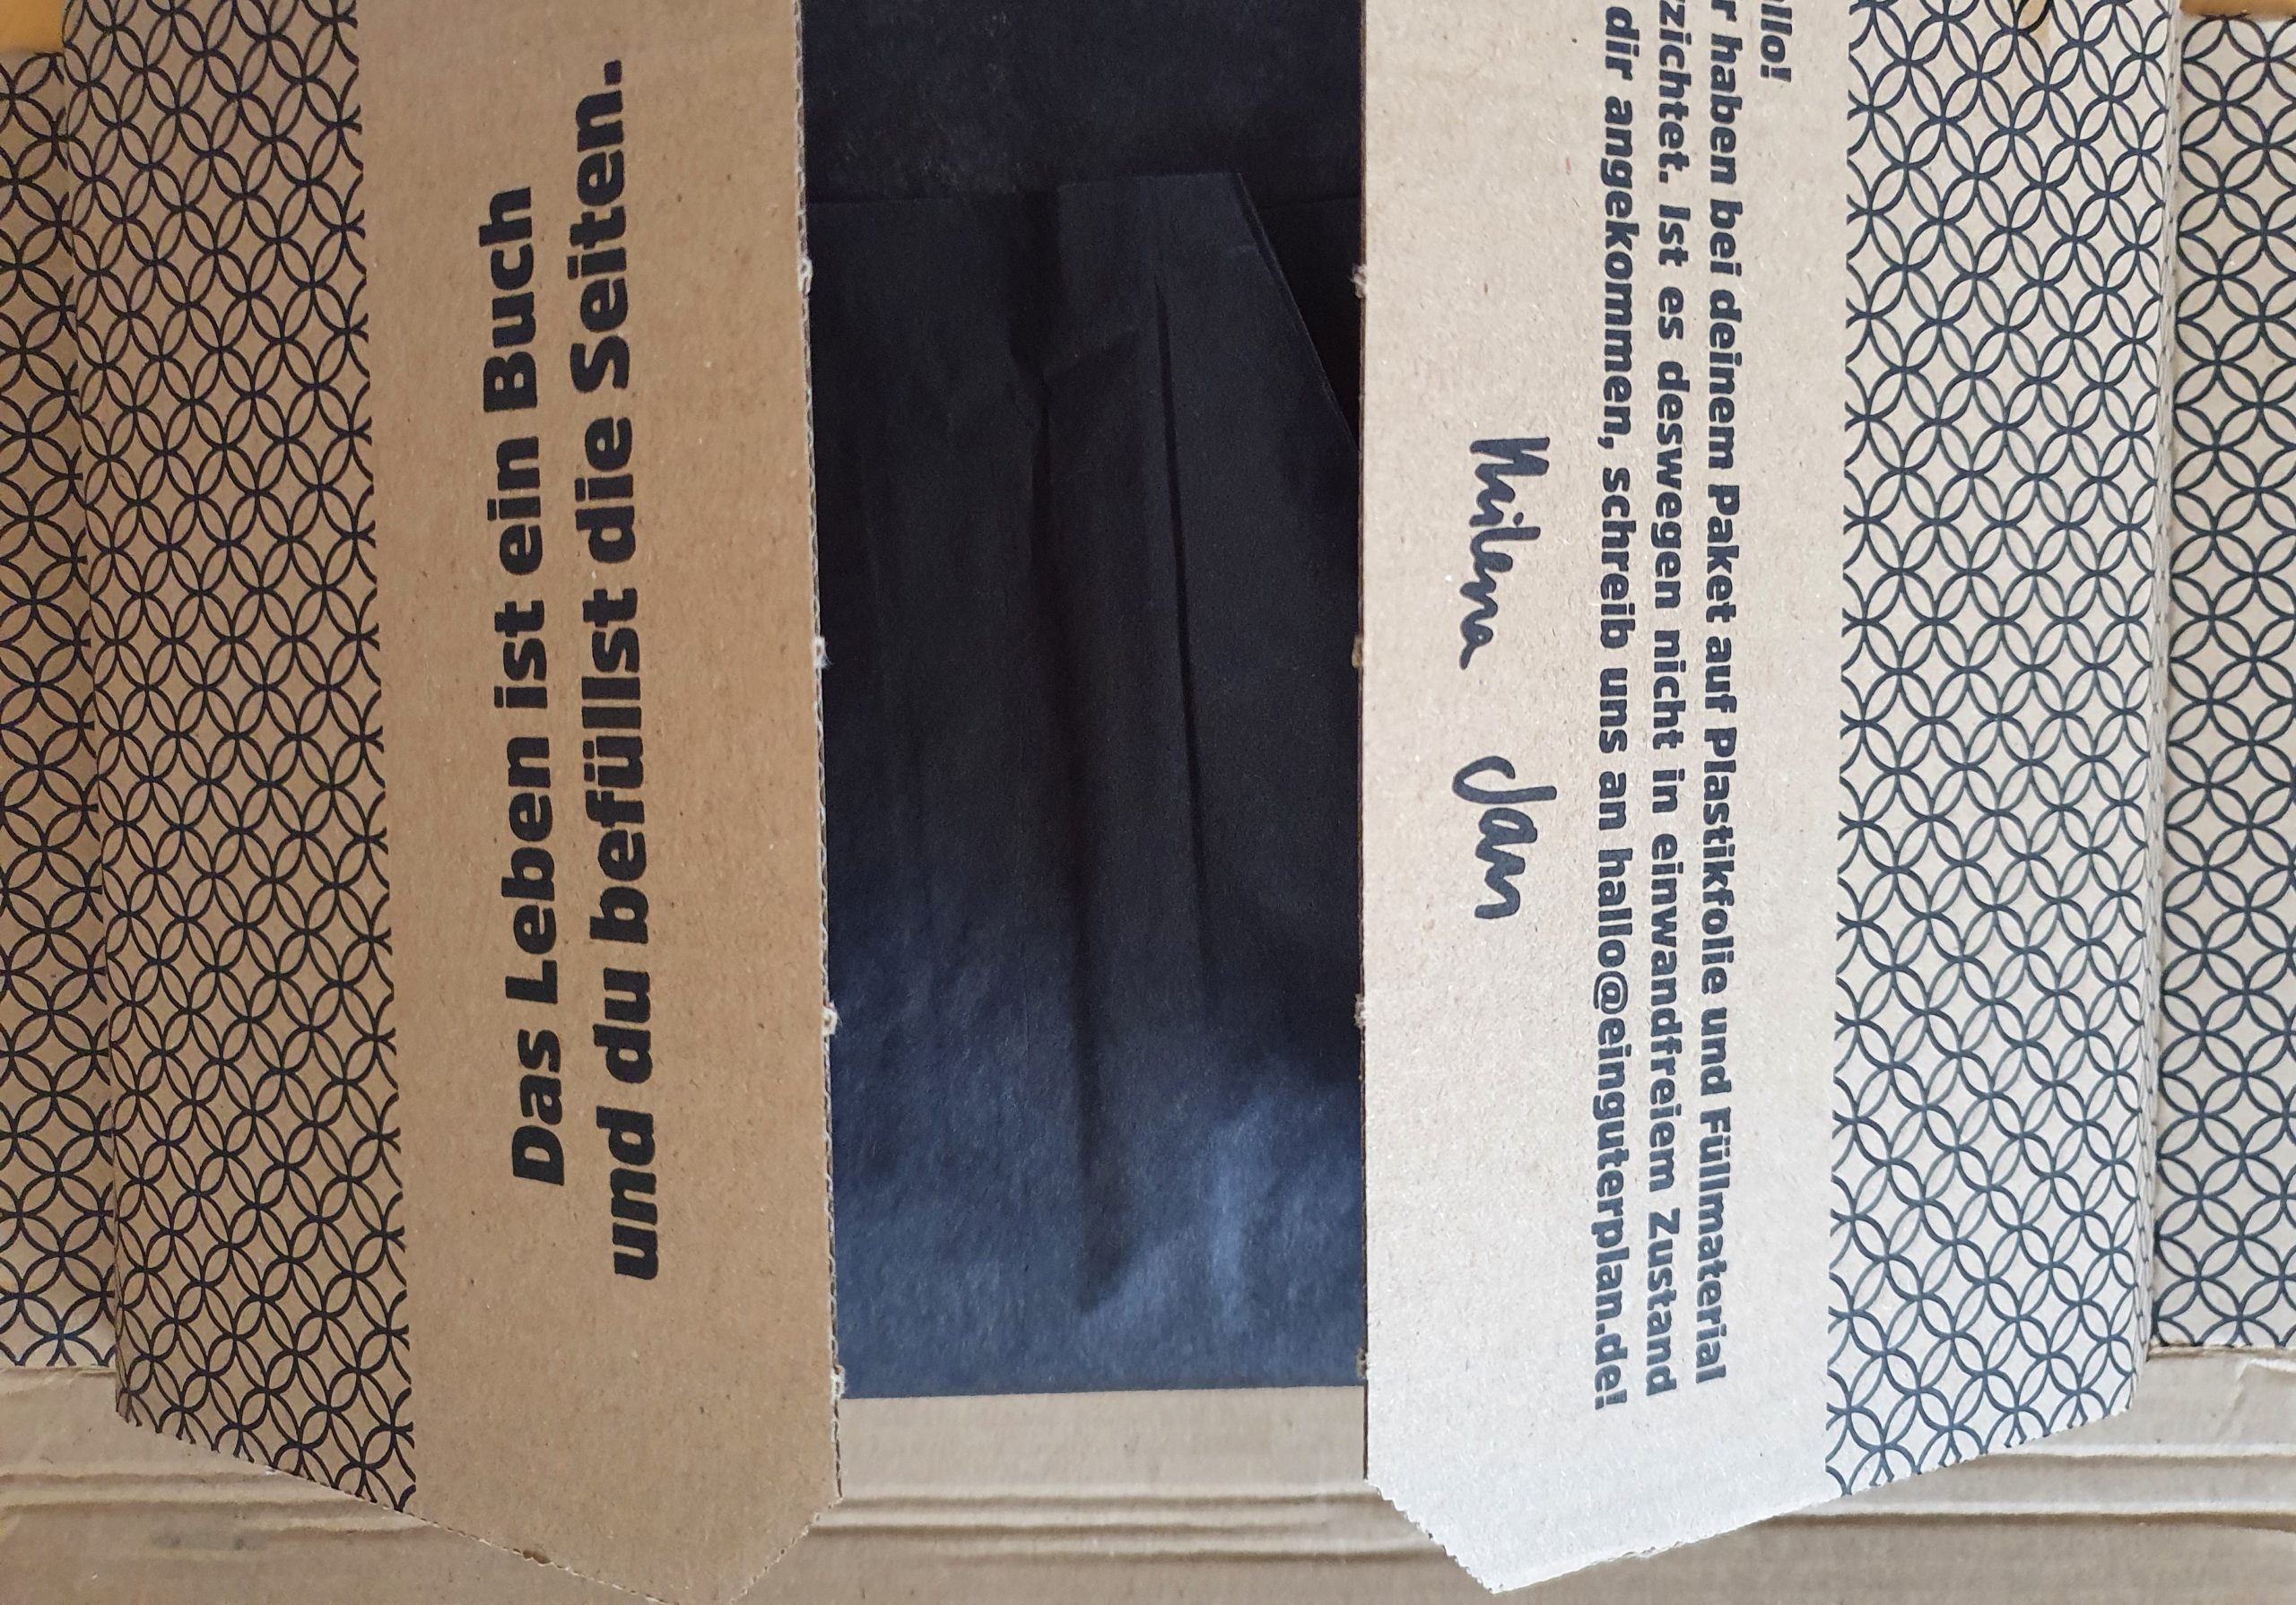 Das Leben ist ein Buch
und du befüllst die Seiten.
allo!
r haben bei deinem Paket auf Plastikfolie und Füllmaterial
zichtet. Ist es deswegen nicht in einwandfreiem Zustand
dir angekommen, schreib uns an hallo@einguterplan.de!
Milena Jan